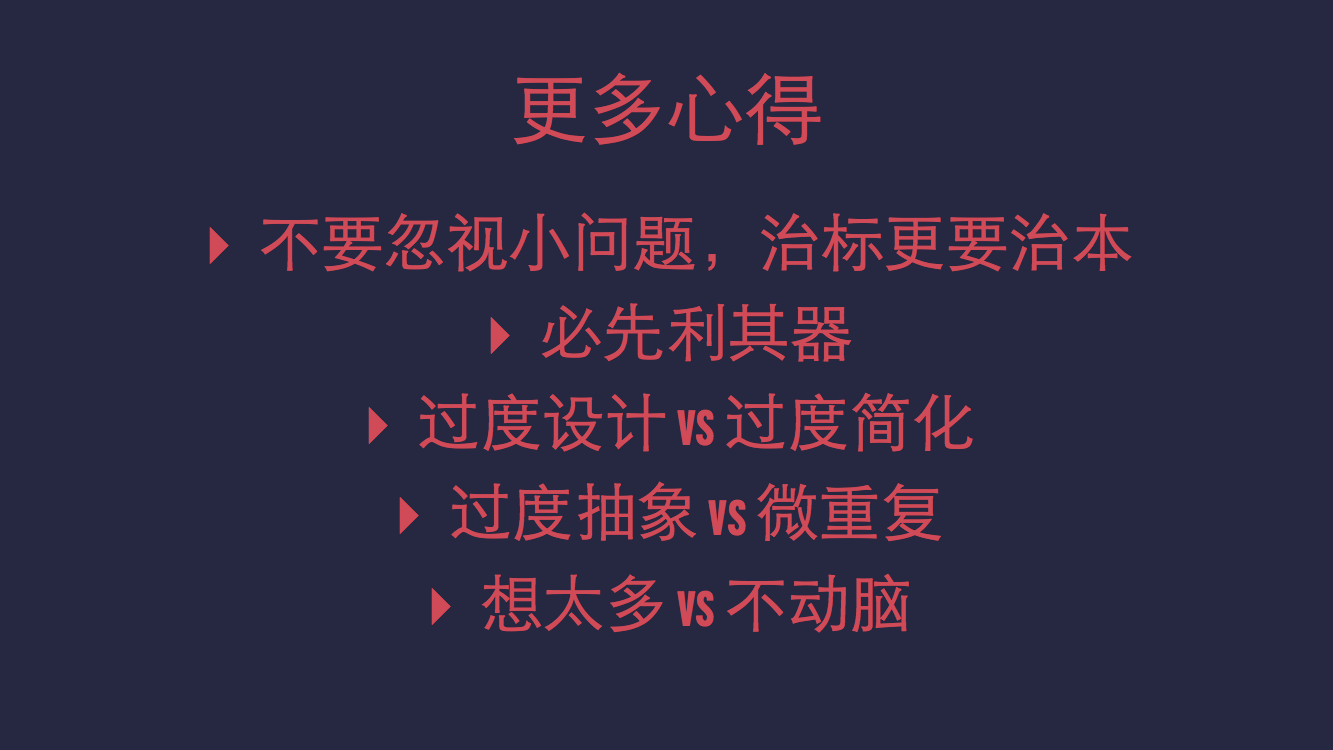 更多心得
不要忽视小问题，治标更要治本
必先利其器
过度设计 VS 过度简化
过度抽象 VS 微重复
想太多 VS 不动脑